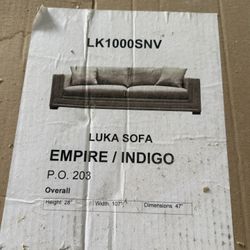 LK1000SNV
LUKA SOFA
EMPIRE / INDIGO
P.O. 203
Overall
Height: 28" Width: 107" Dimensions: 47"